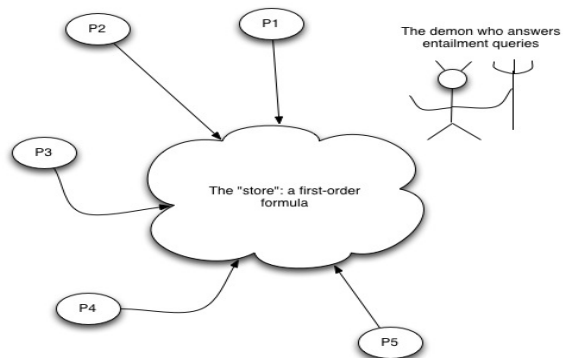 P2
P1
The demon who answers
entailment queries
P3
The "store": a first-order
formula
P4
P5